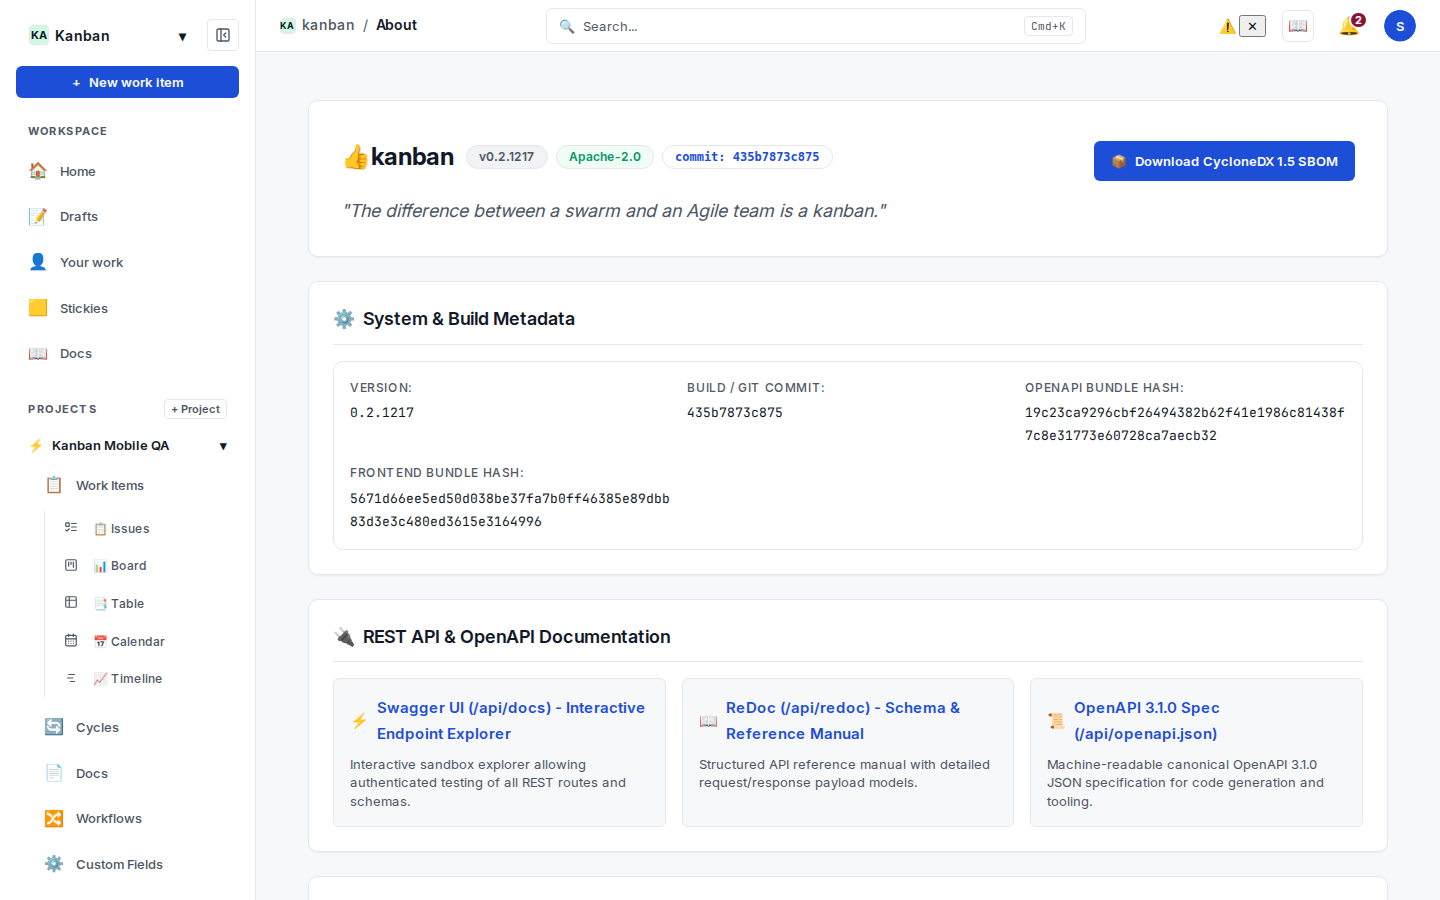 KA Kanban ▼
+ New work item
WORKSPACE
Home
Drafts
Your work
Stickies
Docs
PROJECTS + Project
Kanban Mobile QA ▼
Work Items
Issues
Board
Table
Calendar
Timeline
Cycles
Docs
Workflows
Custom Fields
KA kanban / About
Search... Cmd+K
✕ 2 S
kanban v0.2.1217 Apache-2.0 commit: 435b7873c875
Download CycloneDX 1.5 SBOM
"The difference between a swarm and an Agile team is a kanban."
System & Build Metadata
VERSION:
0.2.1217
BUILD / GIT COMMIT:
435b7873c875
OPENAPI BUNDLE HASH:
19c23ca9296cbf26494382b62f41e1986c81438f
7c8e31773e60728ca7aecb32
FRONTEND BUNDLE HASH:
5671d66ee5ed50d038be37fa7b0ff46385e89dbb
83d3e3c480ed3615e3164996
REST API & OpenAPI Documentation
Swagger UI (/api/docs) - Interactive
Endpoint Explorer
Interactive sandbox explorer allowing
authenticated testing of all REST routes and
schemas.
ReDoc (/api/redoc) - Schema &
Reference Manual
Structured API reference manual with detailed
request/response payload models.
OpenAPI 3.1.0 Spec
(/api/openapi.json)
Machine-readable canonical OpenAPI 3.1.0
JSON specification for code generation and
tooling.